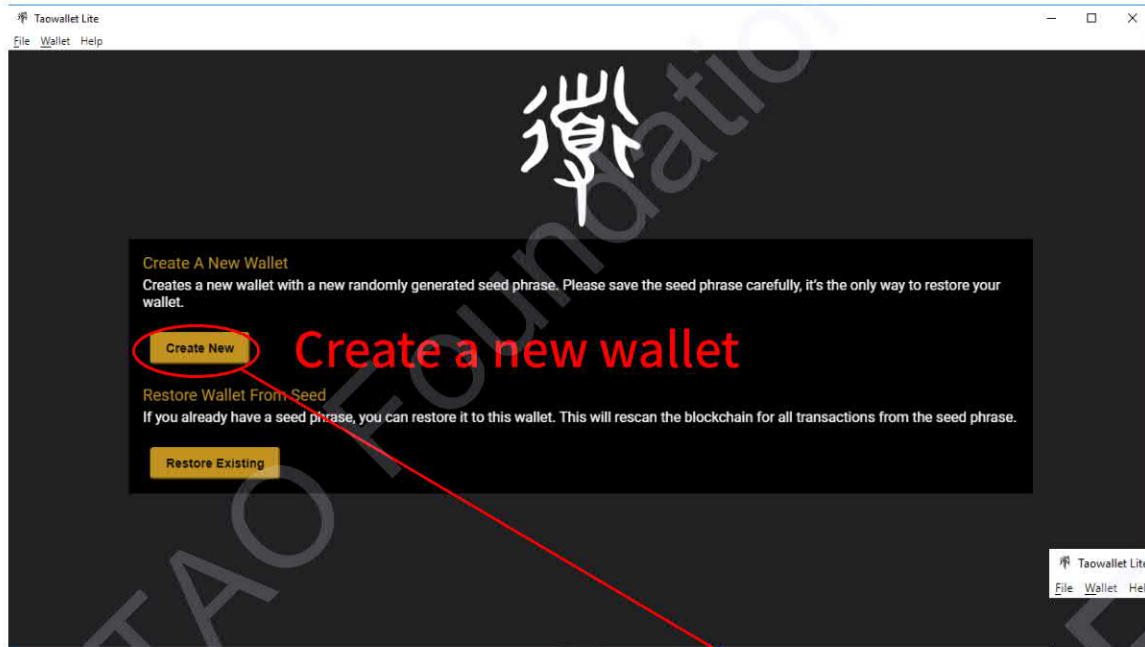 Taowallet Lite
File Wallet Help
Create A New Wallet
Creates a new wallet with a new randomly generated seed phrase. Please save the seed phrase carefully, it's the only way to restore your
wallet.
Create New
Create a new wallet
Restore Wallet From Seed
If you already have a seed phrase, you can restore it to this wallet. This will rescan the blockchain for all transactions from the seed phrase.
Restore Existing
TAO Foundation
Taowallet Lite
File Wallet Hel